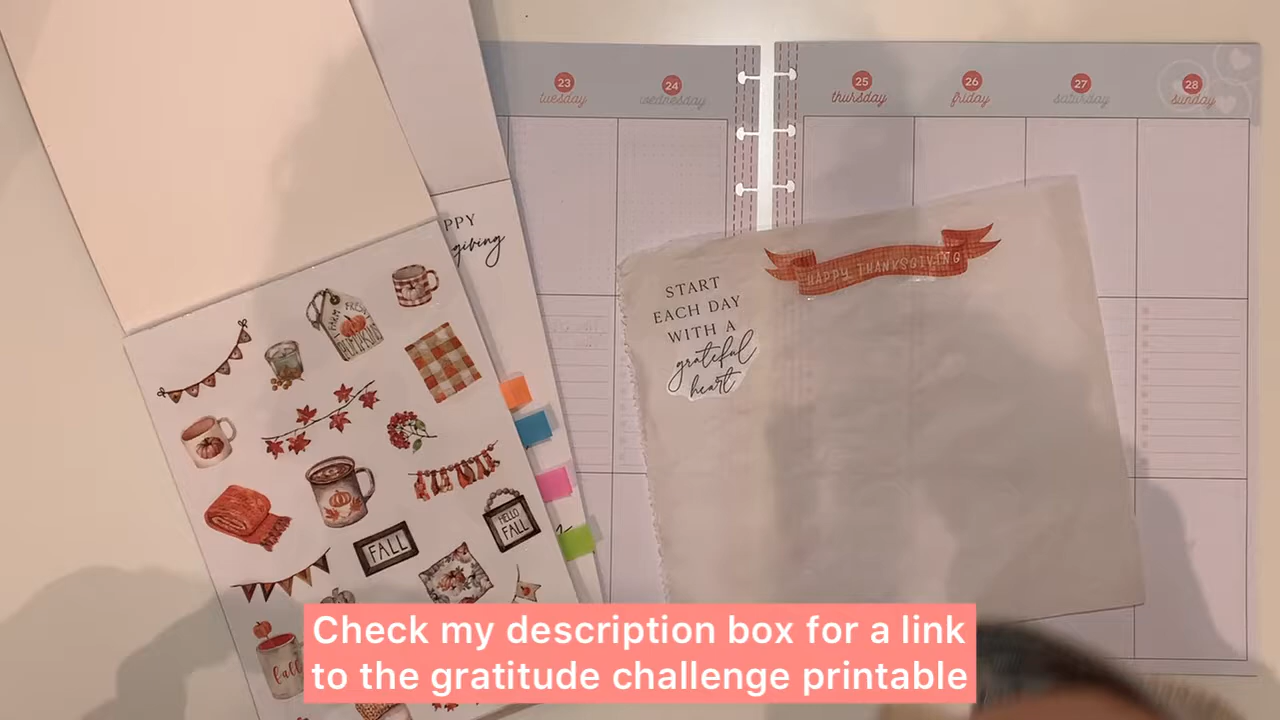 23
tuesday
24
wednesday
25
thursday
26
friday
27
saturday
28
sunday
PPY
giving
HAPPY THANKSGIVING
START
EACH DAY
WITH A
grateful
heart
FARM FRESH
PUMPKINS
HELLO
FALL
FALL
fall
Check my description box for a link
to the gratitude challenge printable